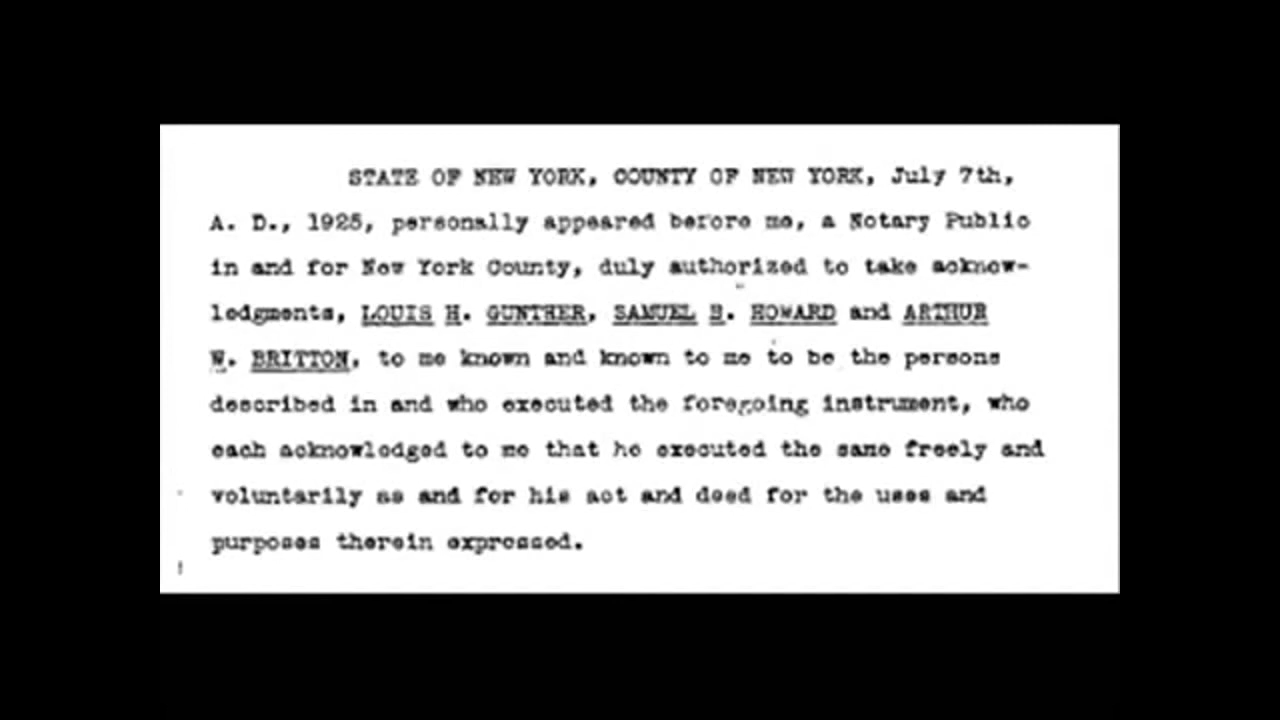 STATE OF NEW YORK, COUNTY OF NEW YORK, July 7th,
A. D., 1925, personally appeared before me, a Notary Public
in and for New York County, duly authorized to take acknow-
ledgments, LOUIS H. GUNTHER, SAMUEL B. HOWARD and ARTHUR
W. BRITTON, to me known and known to me to be the persons
described in and who executed the foregoing instrument, who
each acknowledged to me that he executed the same freely and
voluntarily as and for his act and deed for the uses and
purposes therein expressed.